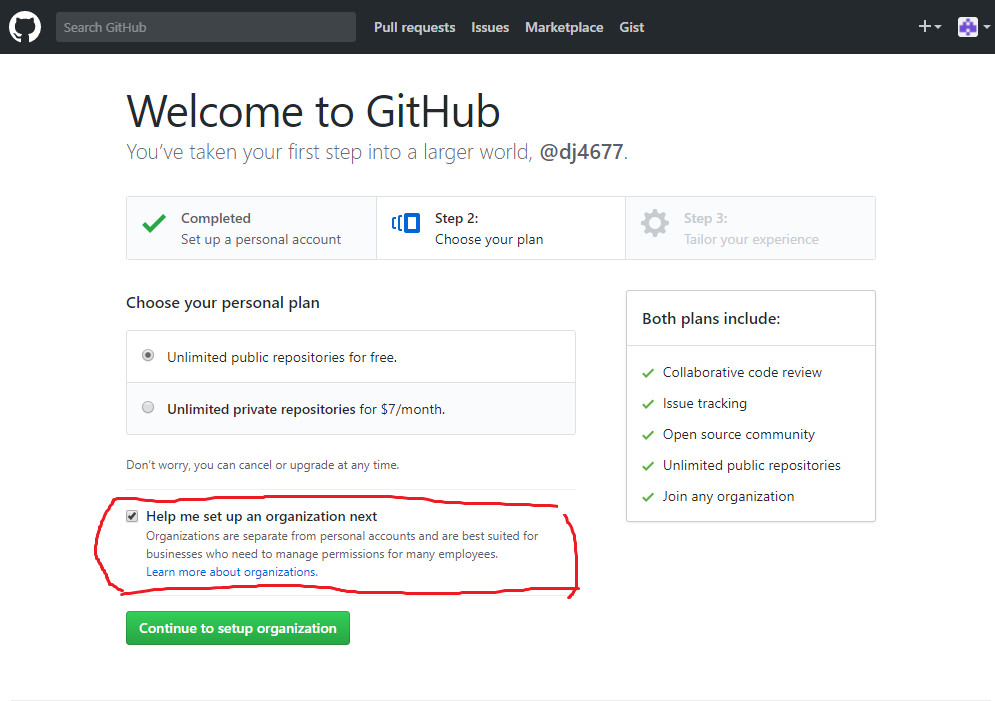 Search GitHub
Pull requests
Issues
Marketplace
Gist
Welcome to GitHub
You’ve taken your first step into a larger world, @dj4677.
Completed
Set up a personal account
Step 2:
Choose your plan
Step 3:
Tailor your experience
Choose your personal plan
Unlimited public repositories for free.
Unlimited private repositories for $7/month.
Don’t worry, you can cancel or upgrade at any time.
Help me set up an organization next
Organizations are separate from personal accounts and are best suited for
businesses who need to manage permissions for many employees.
Learn more about organizations.
Continue to setup organization
Both plans include:
Collaborative code review
Issue tracking
Open source community
Unlimited public repositories
Join any organization